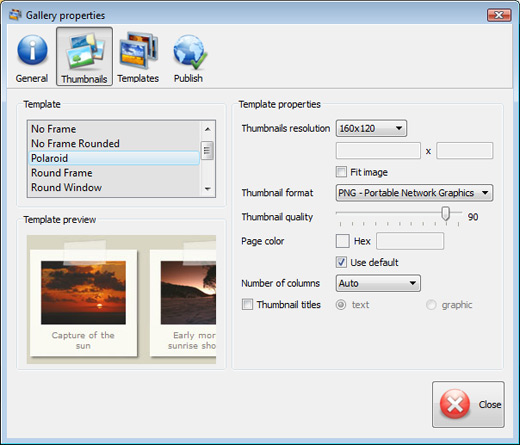 Gallery properties
General Thumbnails Templates Publish
Template
No Frame
No Frame Rounded
Polaroid
Round Frame
Round Window
Template preview
Capture of the
sun
Early mor
sunrise sho
Template properties
Thumbnails resolution 160x120
x
Fit image
Thumbnail format PNG - Portable Network Graphics
Thumbnail quality 90
Page color Hex
Use default
Number of columns Auto
Thumbnail titles text graphic
Close